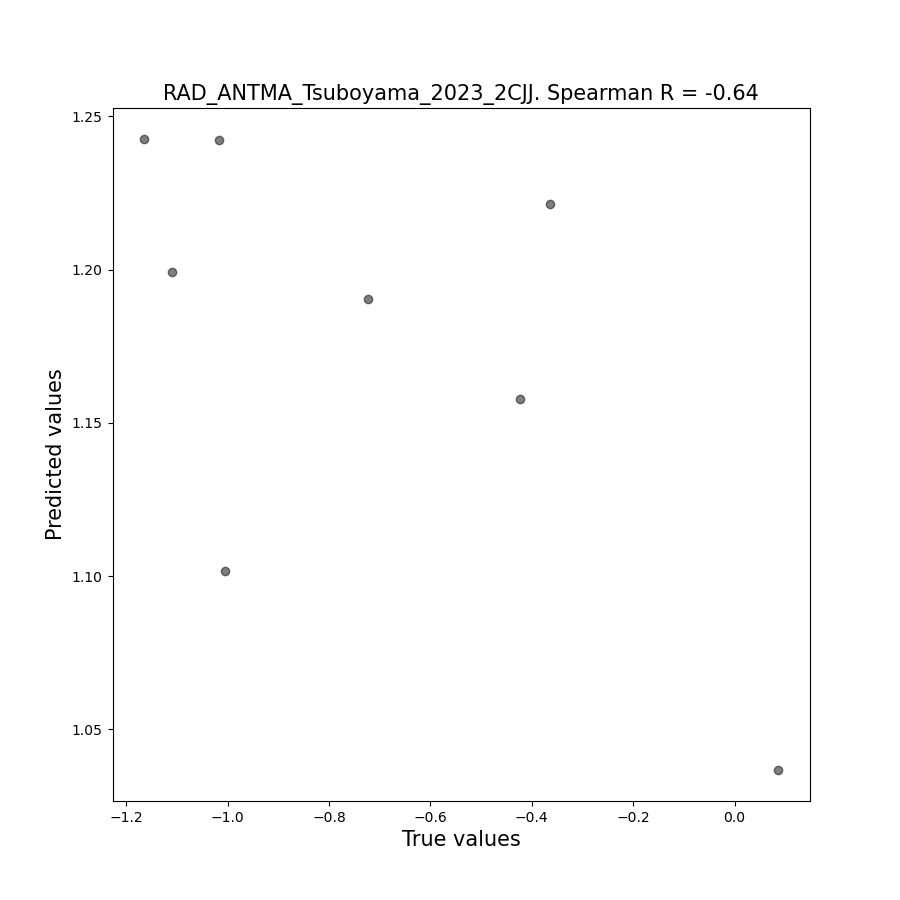 RAD_ANTMA_Tsuboyama_2023_2CJJ. Spearman R = -0.64
1.25
1.20
1.15
1.10
1.05
Predicted values
−1.2 −1.0 −0.8 −0.6 −0.4 −0.2 0.0
True values